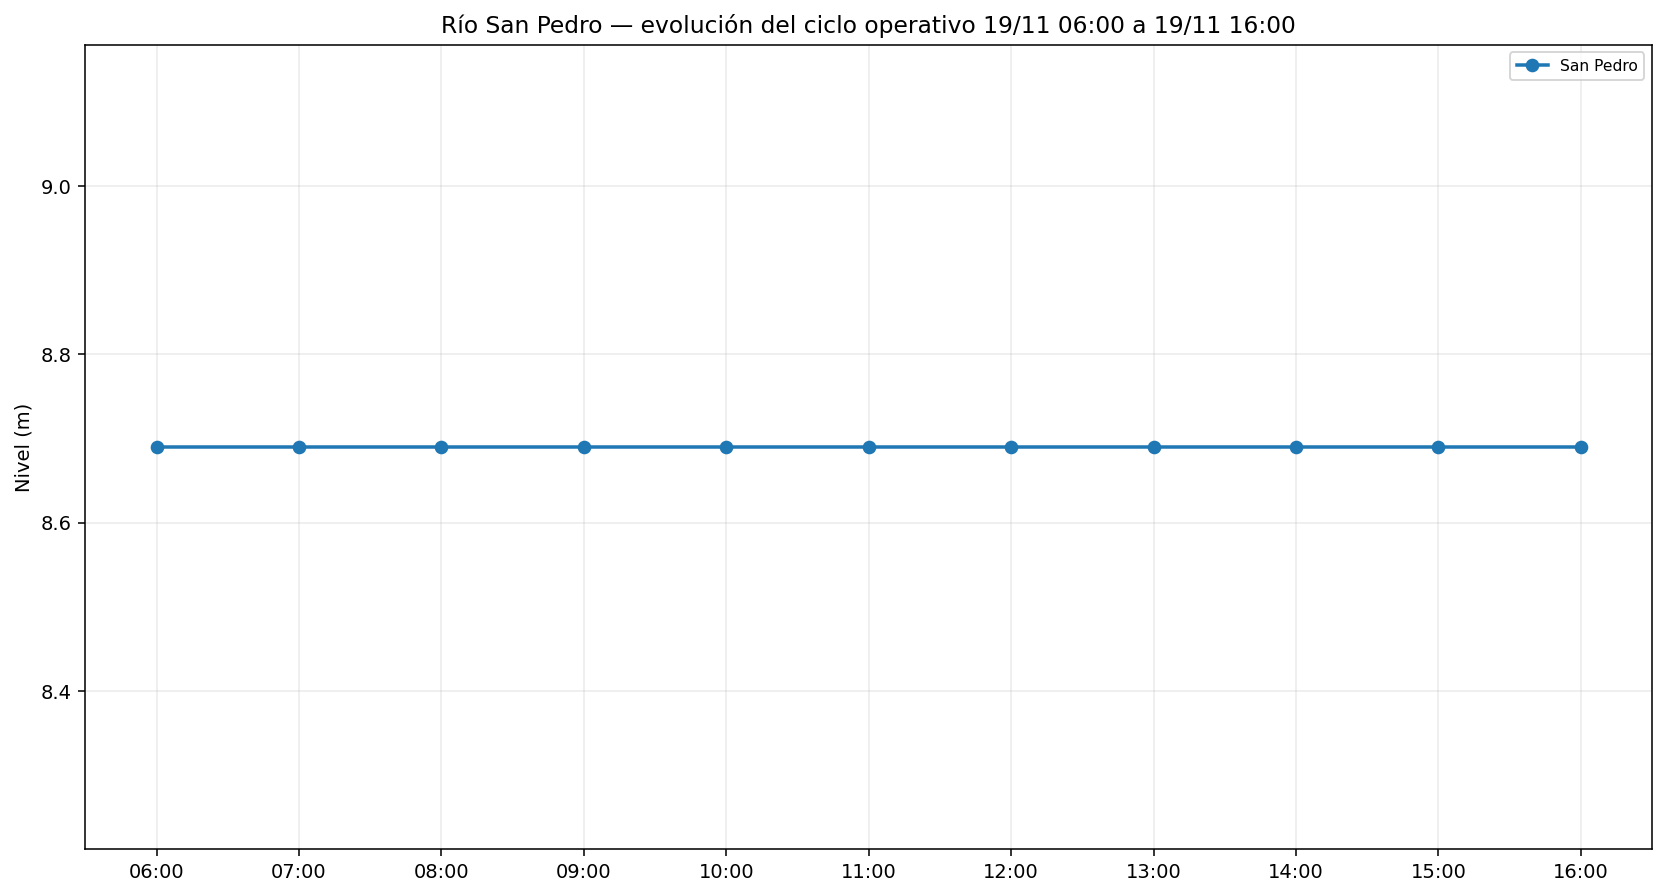 Río San Pedro — evolución del ciclo operativo 19/11 06:00 a 19/11 16:00
San Pedro
Nivel (m)
9.0
8.8
8.6
8.4
06:00 07:00 08:00 09:00 10:00 11:00 12:00 13:00 14:00 15:00 16:00